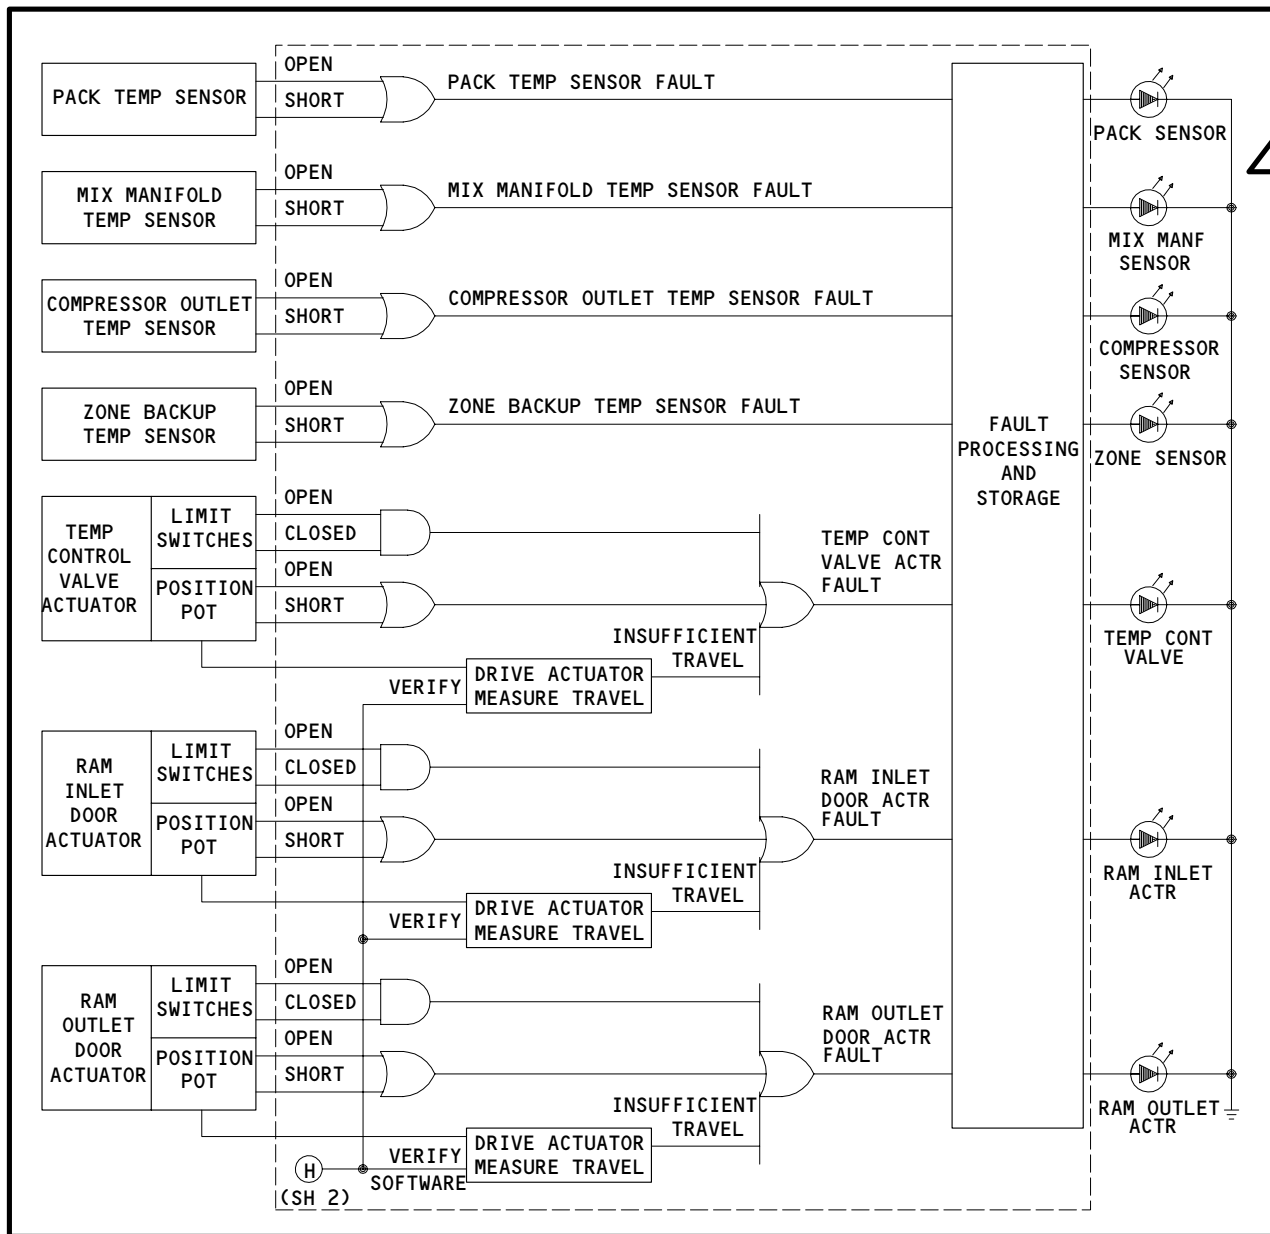 PACK TEMP SENSOR
OPEN
SHORT
PACK TEMP SENSOR FAULT
PACK SENSOR
MIX MANIFOLD
TEMP SENSOR
OPEN
SHORT
MIX MANIFOLD TEMP SENSOR FAULT
MIX MANF
SENSOR
COMPRESSOR OUTLET
TEMP SENSOR
OPEN
SHORT
COMPRESSOR OUTLET TEMP SENSOR FAULT
COMPRESSOR
SENSOR
ZONE BACKUP
TEMP SENSOR
OPEN
SHORT
ZONE BACKUP TEMP SENSOR FAULT
ZONE SENSOR
FAULT
PROCESSING
AND
STORAGE
TEMP
CONTROL
VALVE
ACTUATOR
LIMIT
SWITCHES
POSITION
POT
OPEN
CLOSED
OPEN
SHORT
TEMP CONT
VALVE ACTR
FAULT
INSUFFICIENT
TRAVEL
VERIFY
DRIVE ACTUATOR
MEASURE TRAVEL
TEMP CONT
VALVE
RAM
INLET
DOOR
ACTUATOR
LIMIT
SWITCHES
POSITION
POT
OPEN
CLOSED
OPEN
SHORT
RAM INLET
DOOR ACTR
FAULT
INSUFFICIENT
TRAVEL
VERIFY
DRIVE ACTUATOR
MEASURE TRAVEL
RAM INLET
ACTR
RAM
OUTLET
DOOR
ACTUATOR
LIMIT
SWITCHES
POSITION
POT
OPEN
CLOSED
OPEN
SHORT
RAM OUTLET
DOOR ACTR
FAULT
INSUFFICIENT
TRAVEL
VERIFY
SOFTWARE
DRIVE ACTUATOR
MEASURE TRAVEL
RAM OUTLET
ACTR
H
(SH 2)